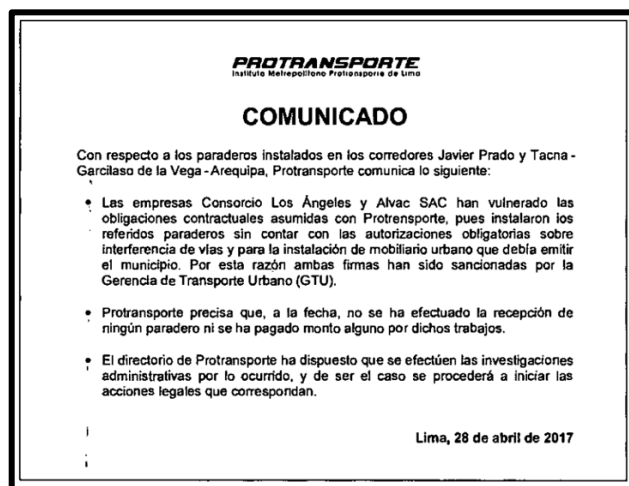 PROTRANSPORTE
Instituto Metropolitano Protransporte de Lima
COMUNICADO
Con respecto a los paraderos instalados en los corredores Javier Prado y Tacna -
Garcilaso de la Vega - Arequipa, Protransporte comunica lo siguiente:
• Las empresas Consorcio Los Ángeles y Alvac SAC han vulnerado las
obligaciones contractuales asumidas con Protrensporte, pues instalaron los
referidos paraderos sin contar con las autorizaciones obligatorias sobre
interferencia de vías y para la instalación de mobiliario urbano que debía emitir
el municipio. Por esta razón ambas firmas han sido sancionadas por la
Gerencia de Transporte Urbano (GTU).
• Protransporte precisa que, a la fecha, no se ha efectuado la recepción de
ningún paradero ni se ha pagado monto alguno por dichos trabajos.
• El directorio de Protransporte ha dispuesto que se efectúen las investigaciones
administrativas por lo ocurrido, y de ser el caso se procederá a iniciar las
acciones legales que correspondan.
Lima, 28 de abril de 2017